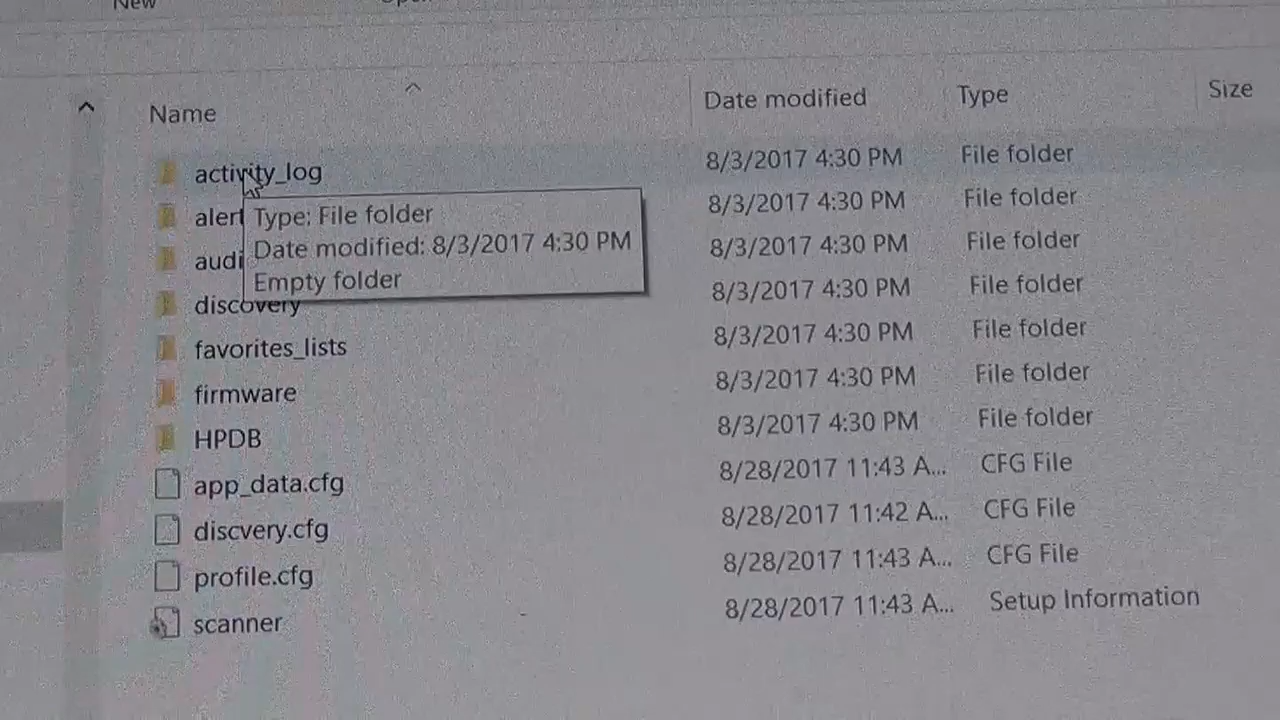 New
Name Date modified Type Size
activity_log 8/3/2017 4:30 PM File folder
alert 8/3/2017 4:30 PM File folder
audi 8/3/2017 4:30 PM File folder
Type: File folder
Date modified: 8/3/2017 4:30 PM
Empty folder
discovery 8/3/2017 4:30 PM File folder
favorites_lists 8/3/2017 4:30 PM File folder
firmware 8/3/2017 4:30 PM File folder
HPDB 8/3/2017 4:30 PM File folder
app_data.cfg 8/28/2017 11:43 A... CFG File
discvery.cfg 8/28/2017 11:42 A... CFG File
profile.cfg 8/28/2017 11:43 A... CFG File
scanner 8/28/2017 11:43 A... Setup Information